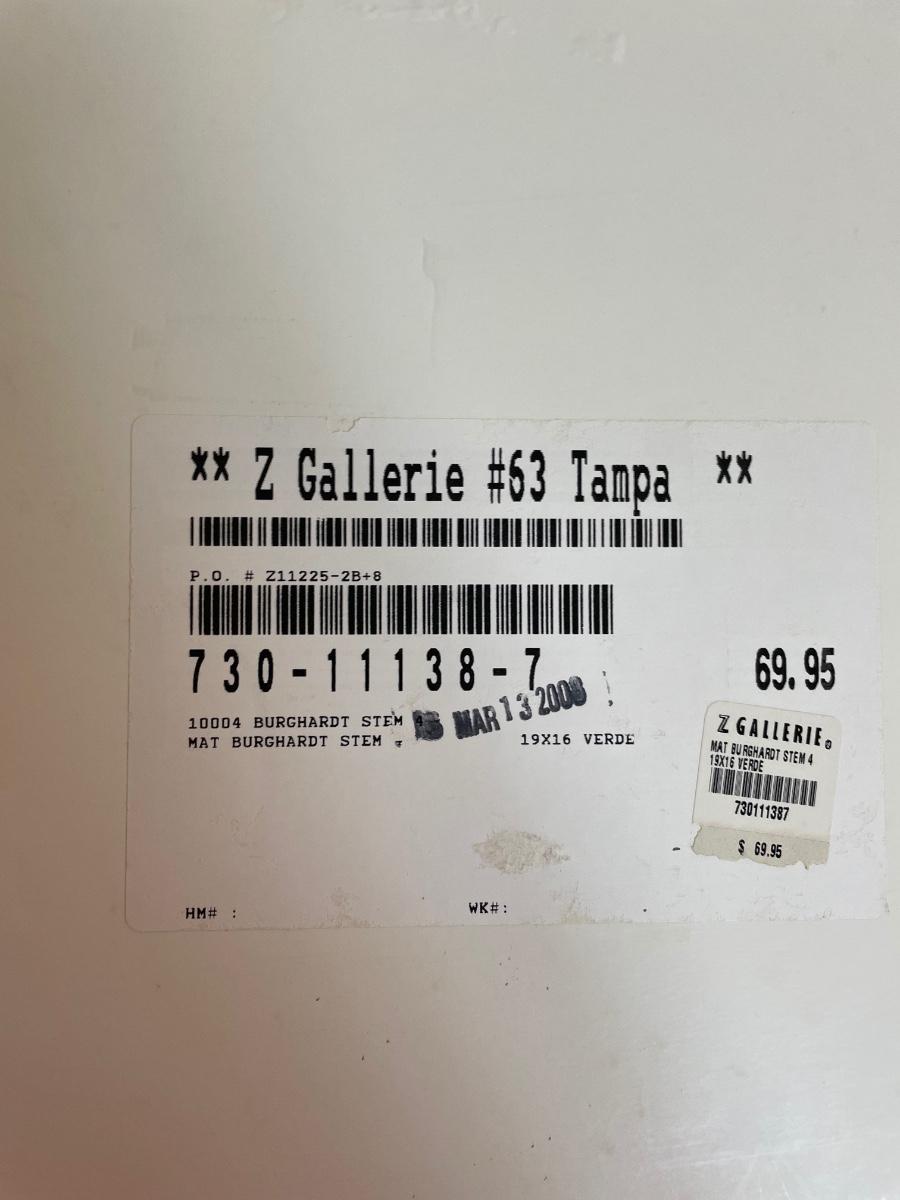 ** Z Gallerie #63 Tampa **
P.O. # Z11225-2B+8
730-11138-7 69.95
10004 BURGHARDT STEM 4
MAR 13 2008
MAT BURGHARDT STEM 19X16 VERDE
Z GALLERIE®
MAT BURGHARDT STEM 4
19X16 VERDE
730111387
$ 69.95
HM# : WK#: